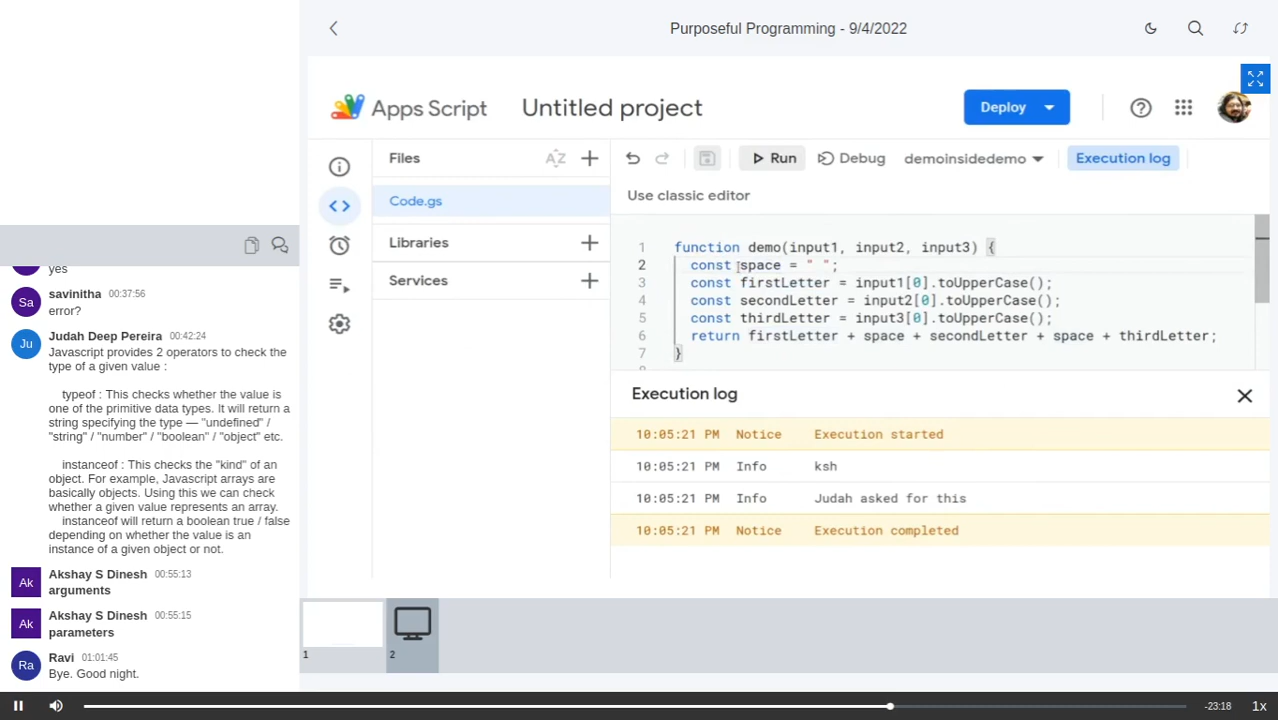 Purposeful Programming - 9/4/2022
yes
savinitha 00:37:56
error?
Judah Deep Pereira 00:42:24
Javascript provides 2 operators to check the
type of a given value :
typeof : This checks whether the value is
one of the primitive data types. It will return a
string specifying the type — "undefined" /
"string" / "number" / "boolean" / "object" etc.
instanceof : This checks the "kind" of an
object. For example, Javascript arrays are
basically objects. Using this we can check
whether a given value represents an array.
instanceof will return a boolean true / false
depending on whether the value is an
instance of a given object or not.
Akshay S Dinesh 00:55:13
arguments
Akshay S Dinesh 00:55:15
parameters
Ravi 01:01:45
Bye. Good night.
Sa
Ju
Ak
Ak
Ra
Apps Script Untitled project Deploy
Files AZ
Code.gs
Libraries
Services
Run Debug demoinsidedemo Execution log
Use classic editor
1 function demo(input1, input2, input3) {
2 const space = " ";
3 const firstLetter = input1[0].toUpperCase();
4 const secondLetter = input2[0].toUpperCase();
5 const thirdLetter = input3[0].toUpperCase();
6 return firstLetter + space + secondLetter + space + thirdLetter;
7 }
Execution log
10:05:21 PM Notice Execution started
10:05:21 PM Info ksh
10:05:21 PM Info Judah asked for this
10:05:21 PM Notice Execution completed
1
2
-23:18 1x